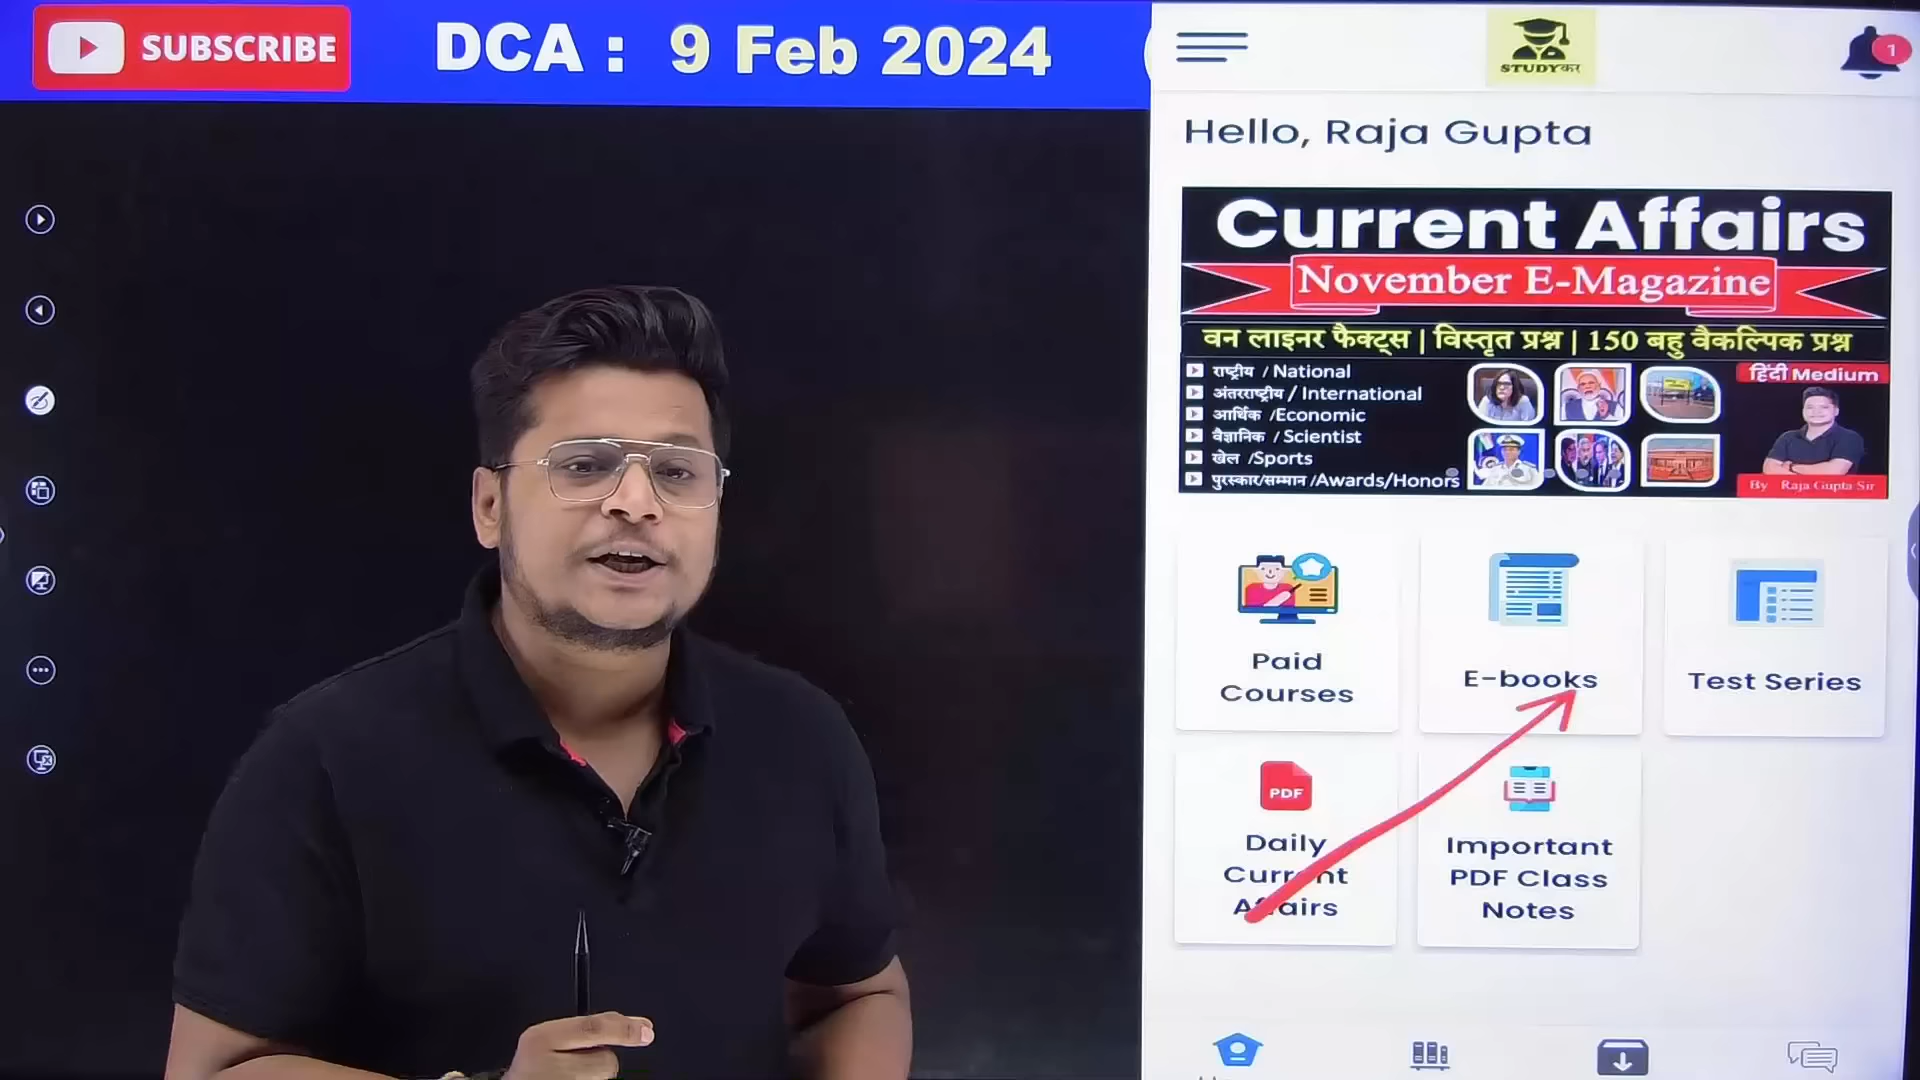 SUBSCRIBE
DCA : 9 Feb 2024
STUDYकर
1
Hello, Raja Gupta
Current Affairs
November E-Magazine
वन लाइनर फैक्ट्स | विस्तृत प्रश्न | 150 बहु वैकल्पिक प्रश्न
राष्ट्रीय / National
अंतरराष्ट्रीय / International
आर्थिक /Economic
वैज्ञानिक / Scientist
खेल /Sports
पुरस्कार/सम्मान /Awards/Honors
हिंदी Medium
By Raja Gupta Sir
Paid
Courses
E-books
Test Series
PDF
Daily
Current
Affairs
Important
PDF Class
Notes